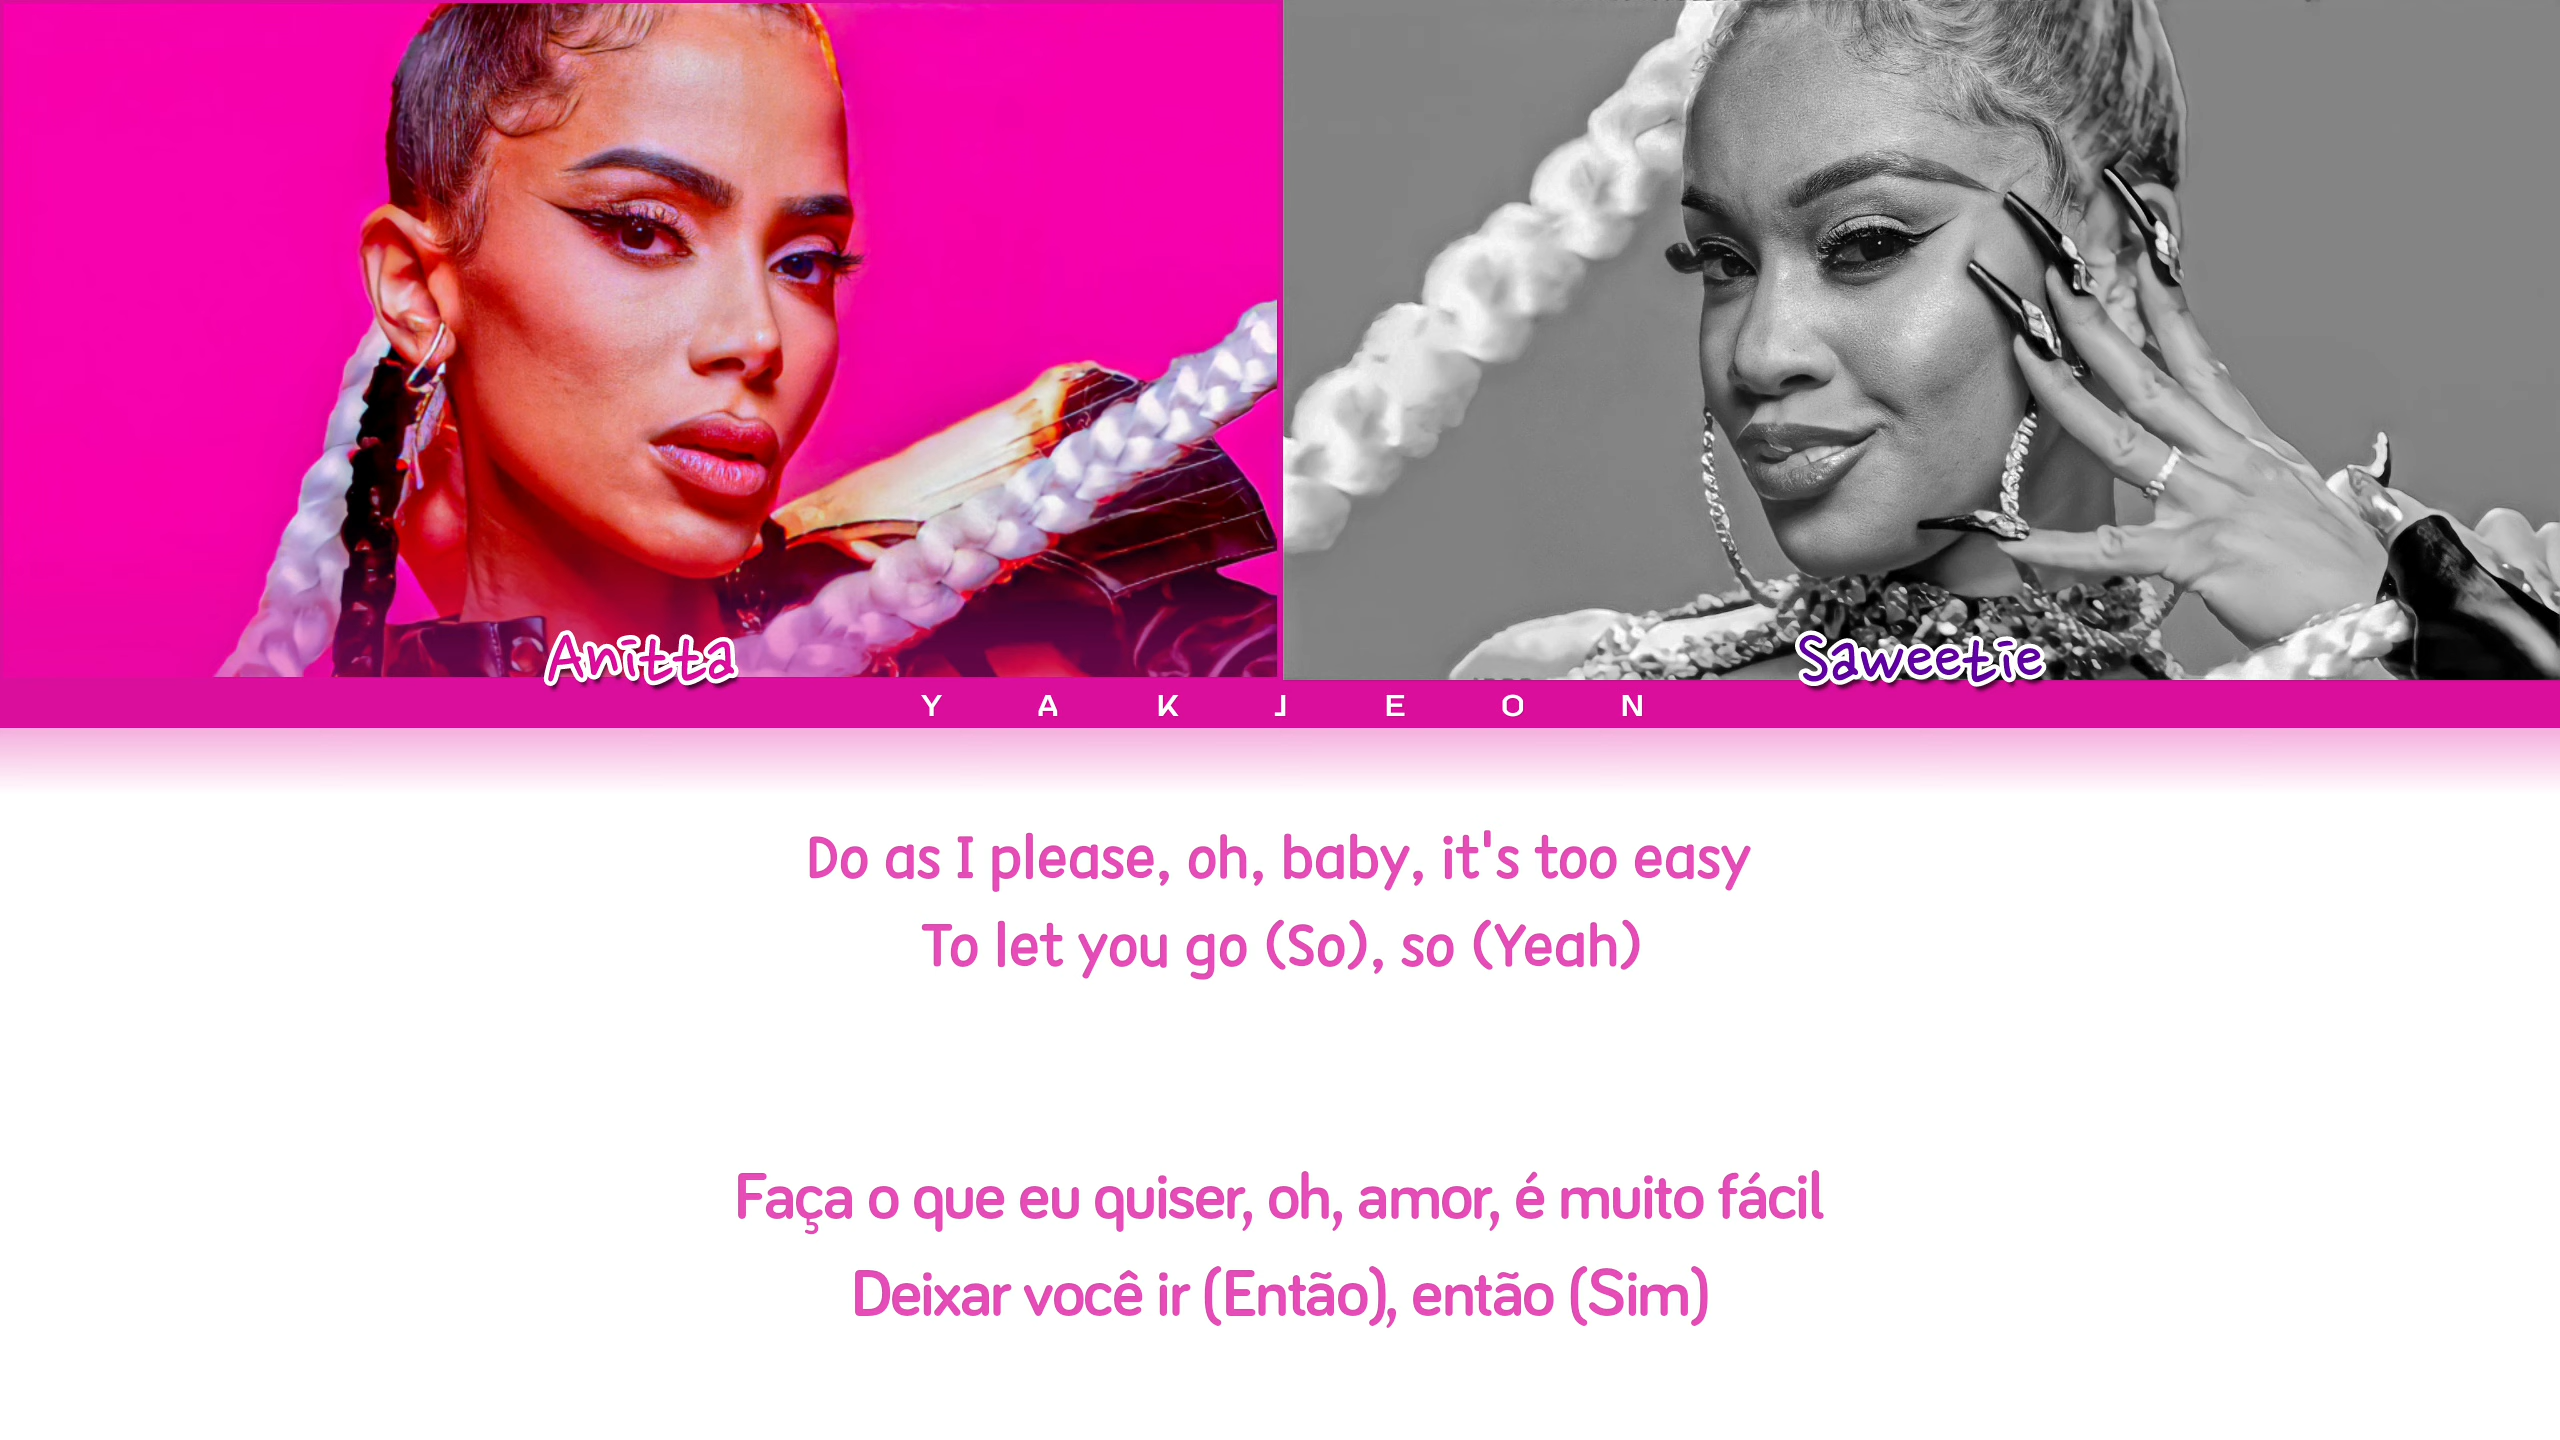 Anitta
Saweetie
YAKJEON
Do as I please, oh, baby, it's too easy
To let you go (So), so (Yeah)
Faça o que eu quiser, oh, amor, é muito fácil
Deixar você ir (Então), então (Sim)